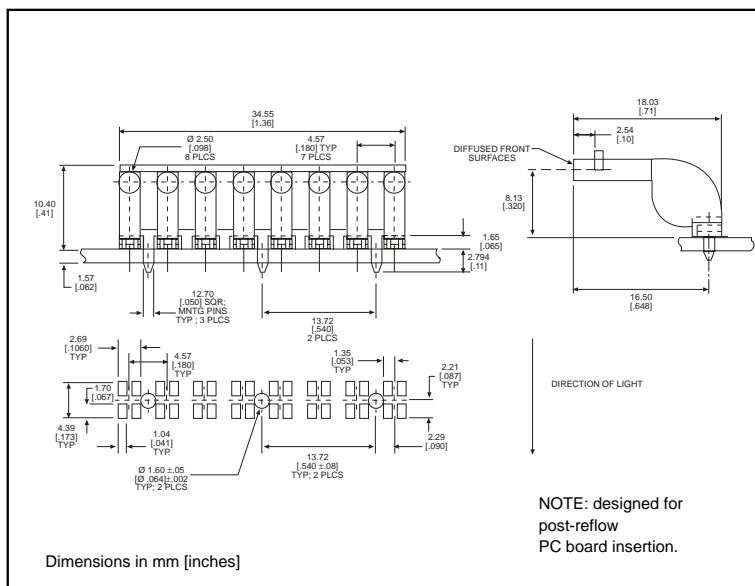 34.55
[1.36]
Ø 2.50
[.098]
8 PLCS
4.57
[.180] TYP
7 PLCS
10.40
[.41]
1.57
[.062]
1.65
[.065]
2.794
[.11]
12.70
[.050] SQR;
MNTG PINS
TYP ; 3 PLCS
13.72
[.540]
2 PLCS
18.03
[.71]
2.54
[.10]
DIFFUSED FRONT
SURFACES
8.13
[.320]
16.50
[.648]
2.69
[.1060]
TYP
4.57
[.180]
TYP
1.35
[.053]
TYP
2.21
[.087]
TYP
1.70
[.067]
4.39
[.173]
TYP
1.04
[.041]
TYP
2.29
[.090]
Ø 1.60 ±.05
[Ø .064]±.002
TYP; 2 PLCS
13.72
[.540 ±.08]
TYP; 2 PLCS
DIRECTION OF LIGHT
NOTE: designed for
post-reflow
PC board insertion.
Dimensions in mm [inches]